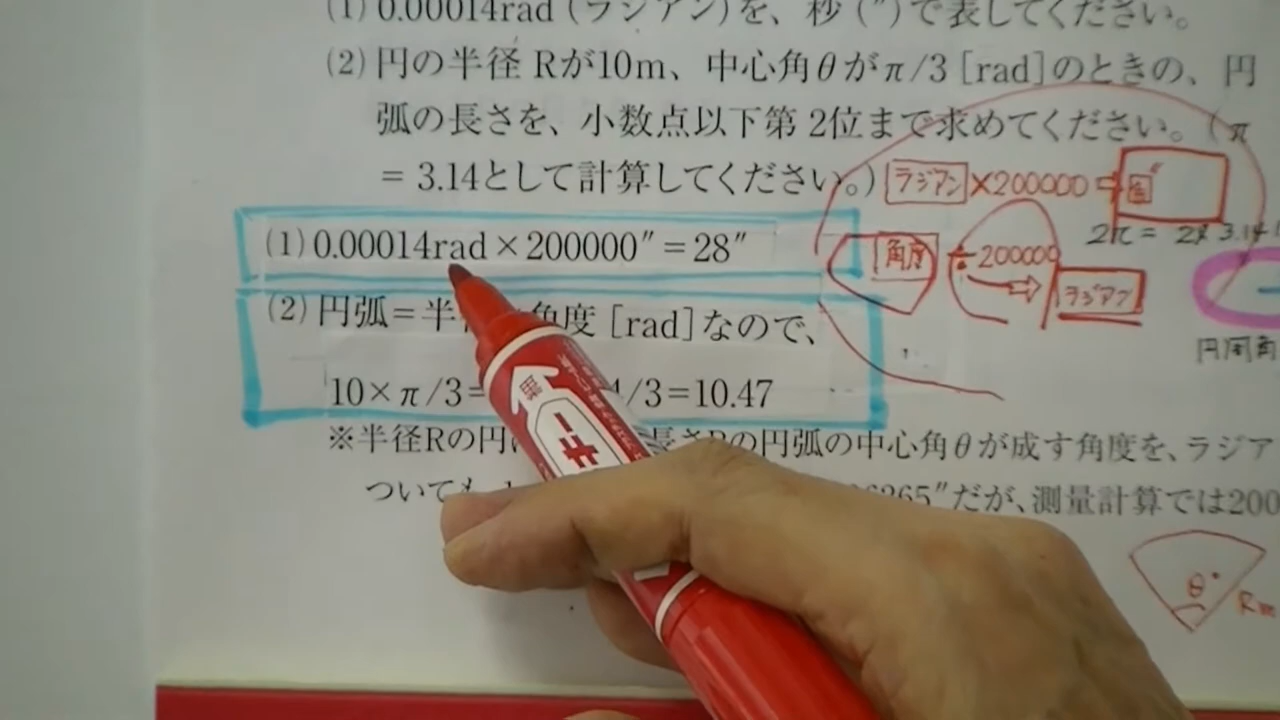 (1) 0.00014rad (ラジアン) を、秒 (″) で表してください。
(2) 円の半径 Rが10m、中心角θがπ/3 [rad]のときの、円
弧の長さを、小数点以下第 2位まで求めてください。(π
= 3.14として計算してください。)
ラジアン ×200000 ⇒ 角″
(1) 0.00014rad × 200000″ = 28″
2π = 2× 3.14
角度 ÷200000 ⇒ ラジアン
(2) 円弧=半 角度 [rad]なので、
円周角
10×π/3= /3=10.47
※半径Rの円 長さRの円弧の中心角θが成す角度を、ラジア
ついても 6265″だが、測量計算では200
θ
R
キー
細